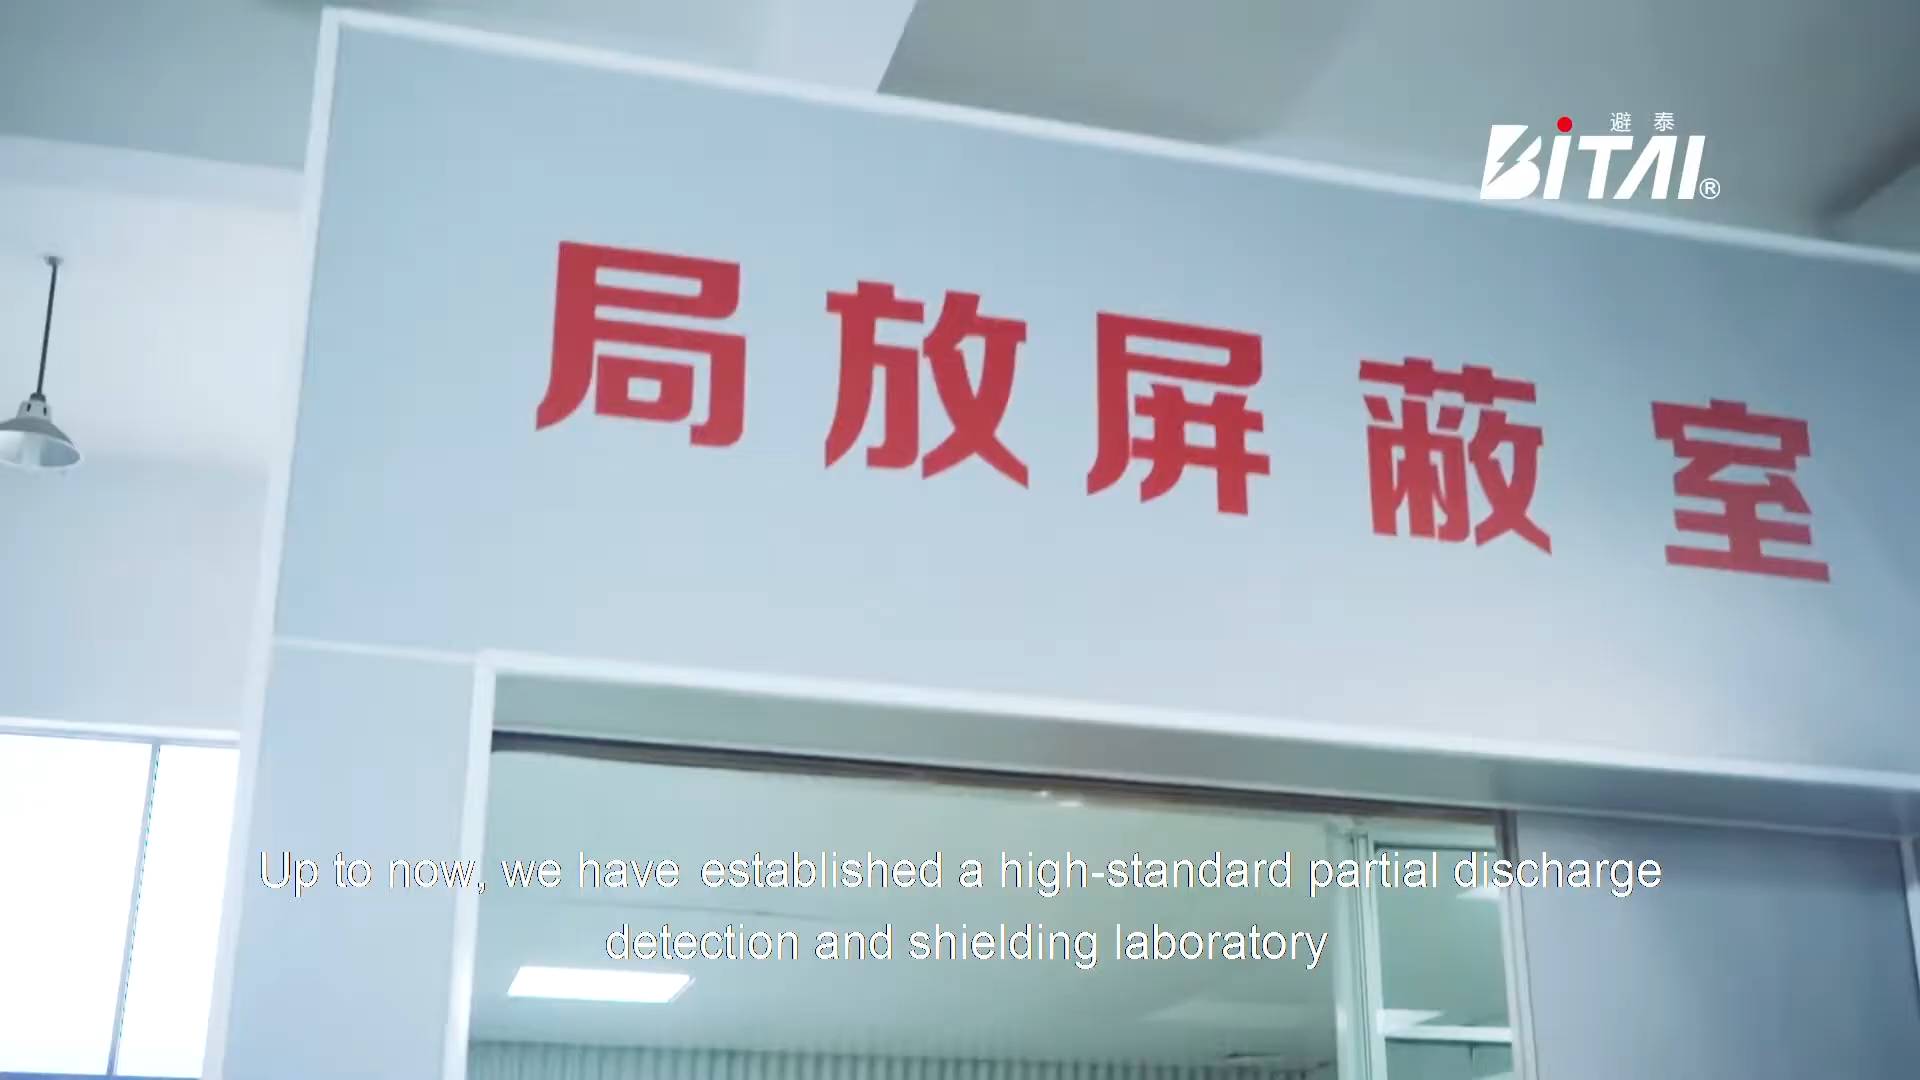 避泰
BiTAI®
局放屏蔽室
Up to now, we have established a high-standard partial discharge
detection and shielding laboratory